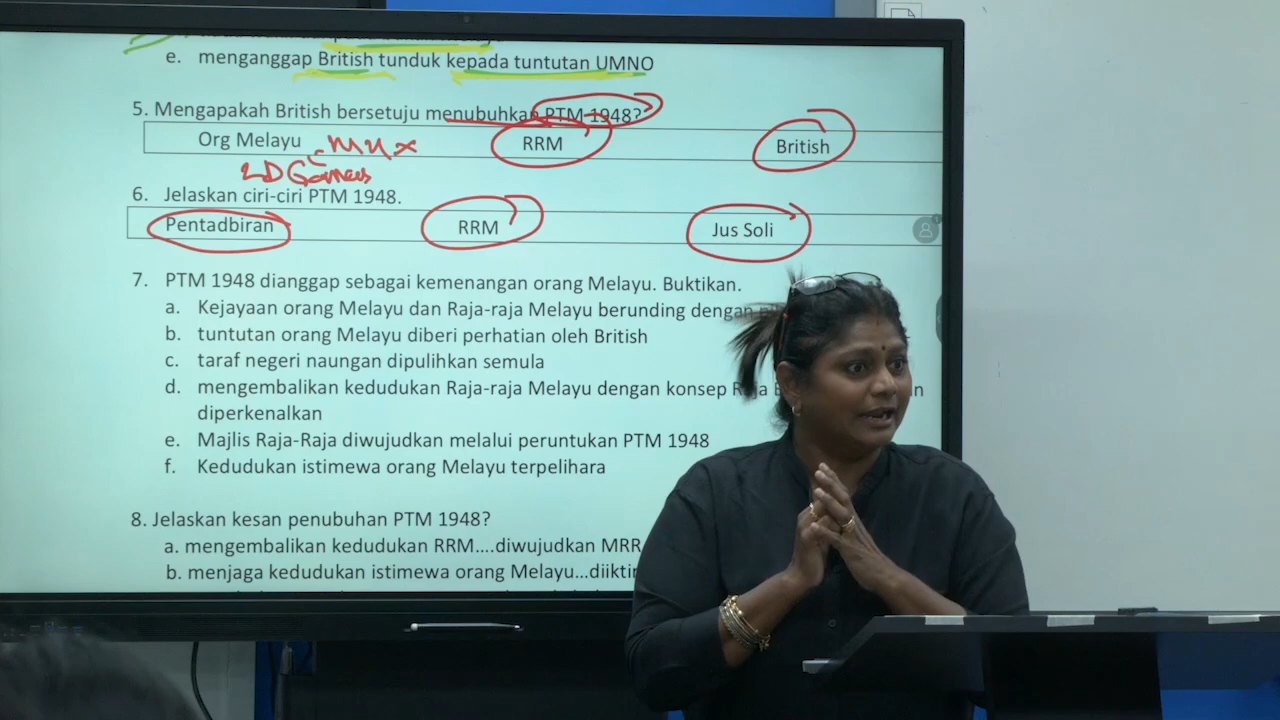 e. menganggap British tunduk kepada tuntutan UMNO
5. Mengapakah British bersetuju menubuhkan PTM 1948?
Org Melayu RRM British
6. Jelaskan ciri-ciri PTM 1948.
Pentadbiran RRM Jus Soli
7. PTM 1948 dianggap sebagai kemenangan orang Melayu. Buktikan.
a. Kejayaan orang Melayu dan Raja-raja Melayu berunding dengan
b. tuntutan orang Melayu diberi perhatian oleh British
c. taraf negeri naungan dipulihkan semula
d. mengembalikan kedudukan Raja-raja Melayu dengan konsep Raja
diperkenalkan
e. Majlis Raja-Raja diwujudkan melalui peruntukan PTM 1948
f. Kedudukan istimewa orang Melayu terpelihara
8. Jelaskan kesan penubuhan PTM 1948?
a. mengembalikan kedudukan RRM....diwujudkan MRR
b. menjaga kedudukan istimewa orang Melayu...